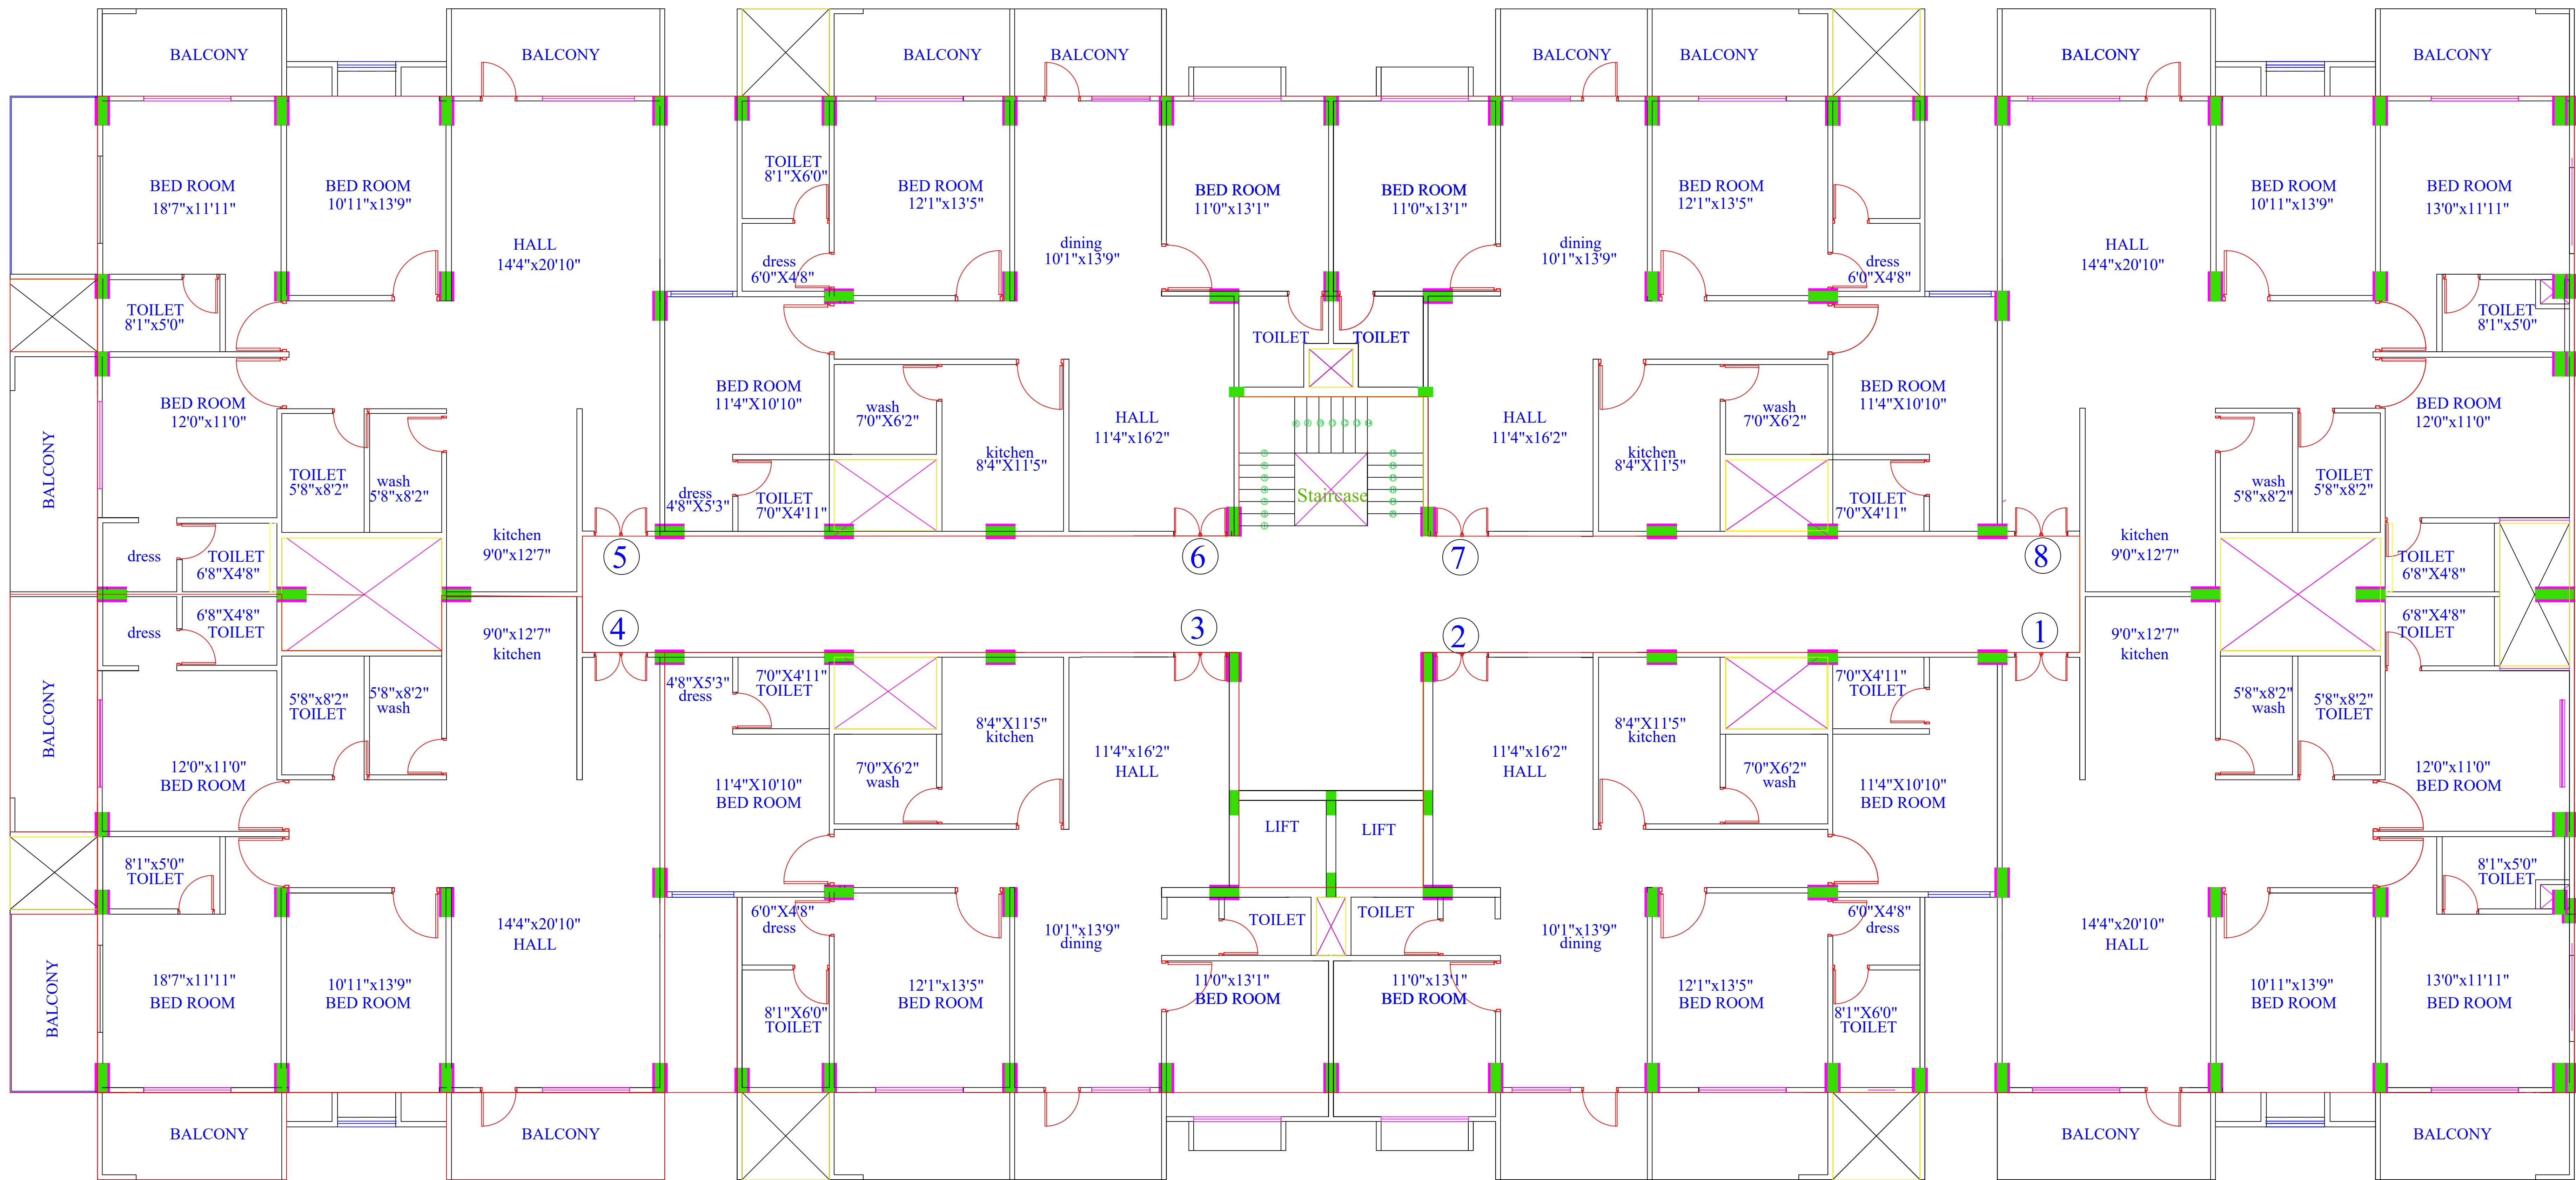 BALCONY
BALCONY
BALCONY
BALCONY
BALCONY
BALCONY
BALCONY
BALCONY
TOILET
8'1"X6'0"
BED ROOM
18'7"x11'11"
BED ROOM
10'11"x13'9"
BED ROOM
12'1"x13'5"
BED ROOM
11'0"x13'1"
BED ROOM
11'0"x13'1"
BED ROOM
12'1"x13'5"
BED ROOM
10'11"x13'9"
BED ROOM
13'0"x11'11"
HALL
14'4"x20'10"
dress
6'0"X4'8"
dining
10'1"x13'9"
dining
10'1"x13'9"
dress
6'0"X4'8"
HALL
14'4"x20'10"
TOILET
8'1"x5'0"
TOILET
TOILET
TOILET
8'1"x5'0"
BED ROOM
12'0"x11'0"
BED ROOM
11'4"X10'10"
wash
7'0"X6'2"
HALL
11'4"x16'2"
HALL
11'4"x16'2"
wash
7'0"X6'2"
BED ROOM
11'4"X10'10"
BED ROOM
12'0"x11'0"
BALCONY
TOILET
5'8"x8'2"
wash
5'8"x8'2"
kitchen
8'4"X11'5"
kitchen
8'4"X11'5"
wash
5'8"x8'2"
TOILET
5'8"x8'2"
dress
4'8"X5'3"
TOILET
7'0"X4'11"
Staircase
TOILET
7'0"X4'11"
dress
TOILET
6'8"X4'8"
kitchen
9'0"x12'7"
5
6
7
8
kitchen
9'0"x12'7"
TOILET
6'8"X4'8"
dress
6'8"X4'8"
TOILET
9'0"x12'7"
kitchen
4
3
2
1
9'0"x12'7"
kitchen
6'8"X4'8"
TOILET
BALCONY
5'8"x8'2"
TOILET
5'8"x8'2"
wash
4'8"X5'3"
dress
7'0"X4'11"
TOILET
8'4"X11'5"
kitchen
8'4"X11'5"
kitchen
7'0"X4'11"
TOILET
5'8"x8'2"
wash
5'8"x8'2"
TOILET
12'0"x11'0"
BED ROOM
11'4"X10'10"
BED ROOM
7'0"X6'2"
wash
11'4"x16'2"
HALL
11'4"x16'2"
HALL
7'0"X6'2"
wash
11'4"X10'10"
BED ROOM
12'0"x11'0"
BED ROOM
LIFT
LIFT
8'1"x5'0"
TOILET
8'1"x5'0"
TOILET
14'4"x20'10"
HALL
6'0"X4'8"
dress
10'1"x13'9"
dining
TOILET
TOILET
10'1"x13'9"
dining
6'0"X4'8"
dress
14'4"x20'10"
HALL
BALCONY
18'7"x11'11"
BED ROOM
10'11"x13'9"
BED ROOM
8'1"X6'0"
TOILET
12'1"x13'5"
BED ROOM
11'0"x13'1"
BED ROOM
11'0"x13'1"
BED ROOM
12'1"x13'5"
BED ROOM
8'1"X6'0"
TOILET
10'11"x13'9"
BED ROOM
13'0"x11'11"
BED ROOM
BALCONY
BALCONY
BALCONY
BALCONY